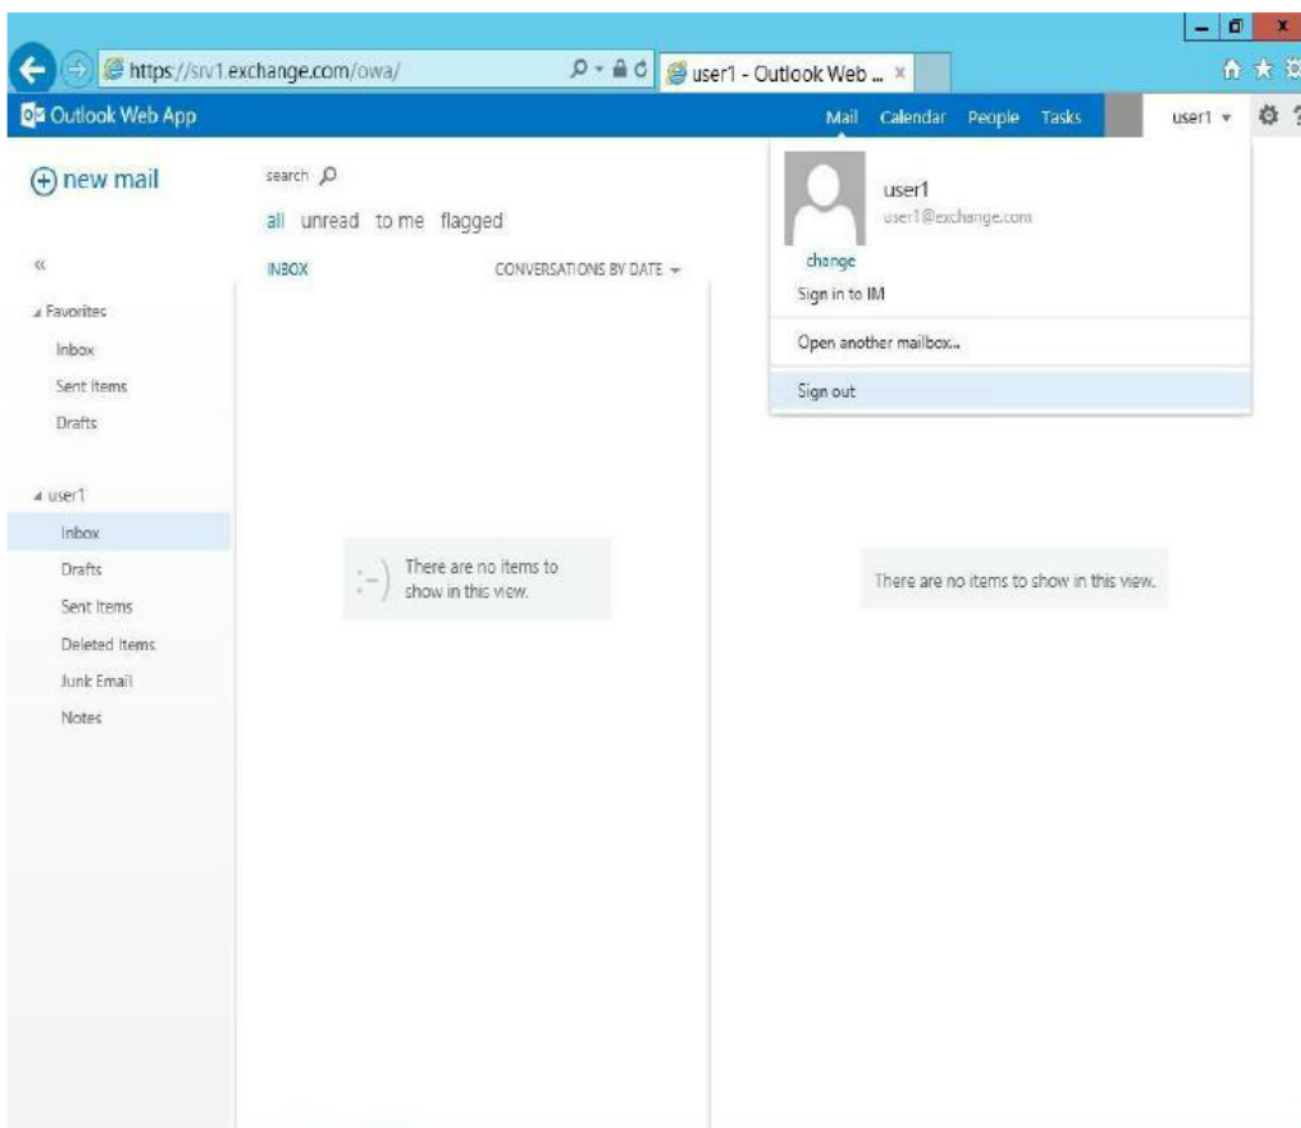 https://srv1.exchange.com/owa/
user1 - Outlook Web ...
Outlook Web App
Mail Calendar People Tasks
user1
?
new mail
search
all unread to me flagged
INBOX
CONVERSATIONS BY DATE
user1
user1@exchange.com
change
Sign in to IM
Open another mailbox...
Sign out
«
Favorites
Inbox
Sent Items
Drafts
user1
Inbox
Drafts
Sent Items
Deleted Items
Junk Email
Notes
:-)
There are no items to
show in this view.
There are no items to show in this view.